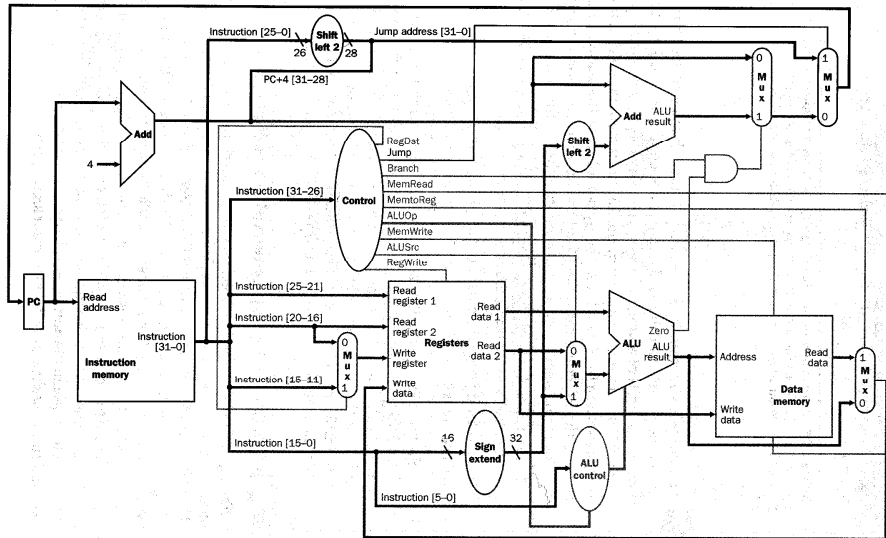 Instruction [25–0]
Shift
left 2
26
28
Jump address [31–0]
PC+4 [31–28]
Add
4
0
M
u
x
1
1
M
u
x
0
Add
ALU
result
Shift
left 2
RegDst
Jump
Branch
MemRead
MemtoReg
ALUOp
MemWrite
ALUSrc
RegWrite
Instruction [31–26]
Control
PC
Read
address
Instruction
[31–0]
Instruction
memory
Instruction [25–21]
Instruction [20–16]
Instruction [15–11]
0
M
u
x
1
Read
register 1
Read
register 2
Write
register
Write
data
Registers
Read
data 1
Read
data 2
0
M
u
x
1
ALU
Zero
ALU
result
Address
Write
data
Read
data
Data
memory
1
M
u
x
0
Instruction [15–0]
16
Sign
extend
32
ALU
control
Instruction [5–0]